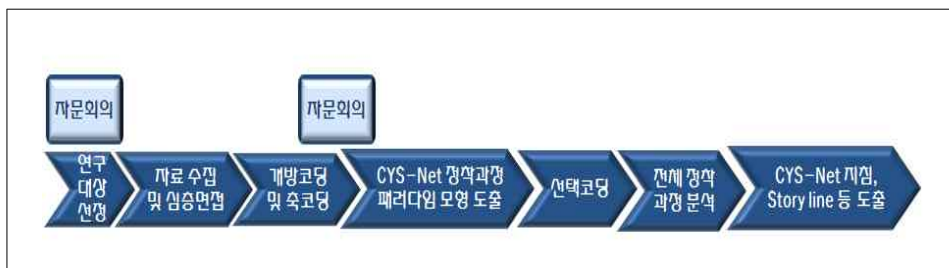 자문회의
자문회의
연구
대상
선정
자료 수집
및 심층면접
개방코딩
및 축코딩
CYS-Net 정착과정
패러다임 모형 도출
선택코딩
전체 정착
과정 분석
CYS-Net 지침,
Story line 등 도출